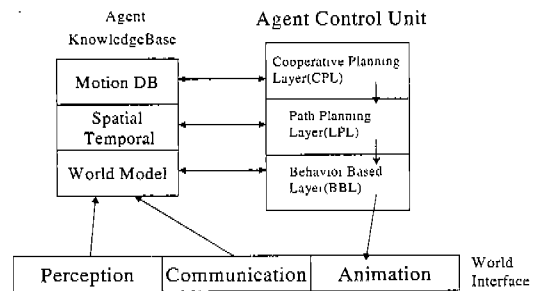 Agent
KnowledgeBase
Agent Control Unit
Motion DB
Spatial
Temporal
World Model
Cooperative Planning
Layer(CPL)
Path Planning
Layer(LPL)
Behavior Based
Layer(BBL)
Perception
Communication
Animation
World
Interface